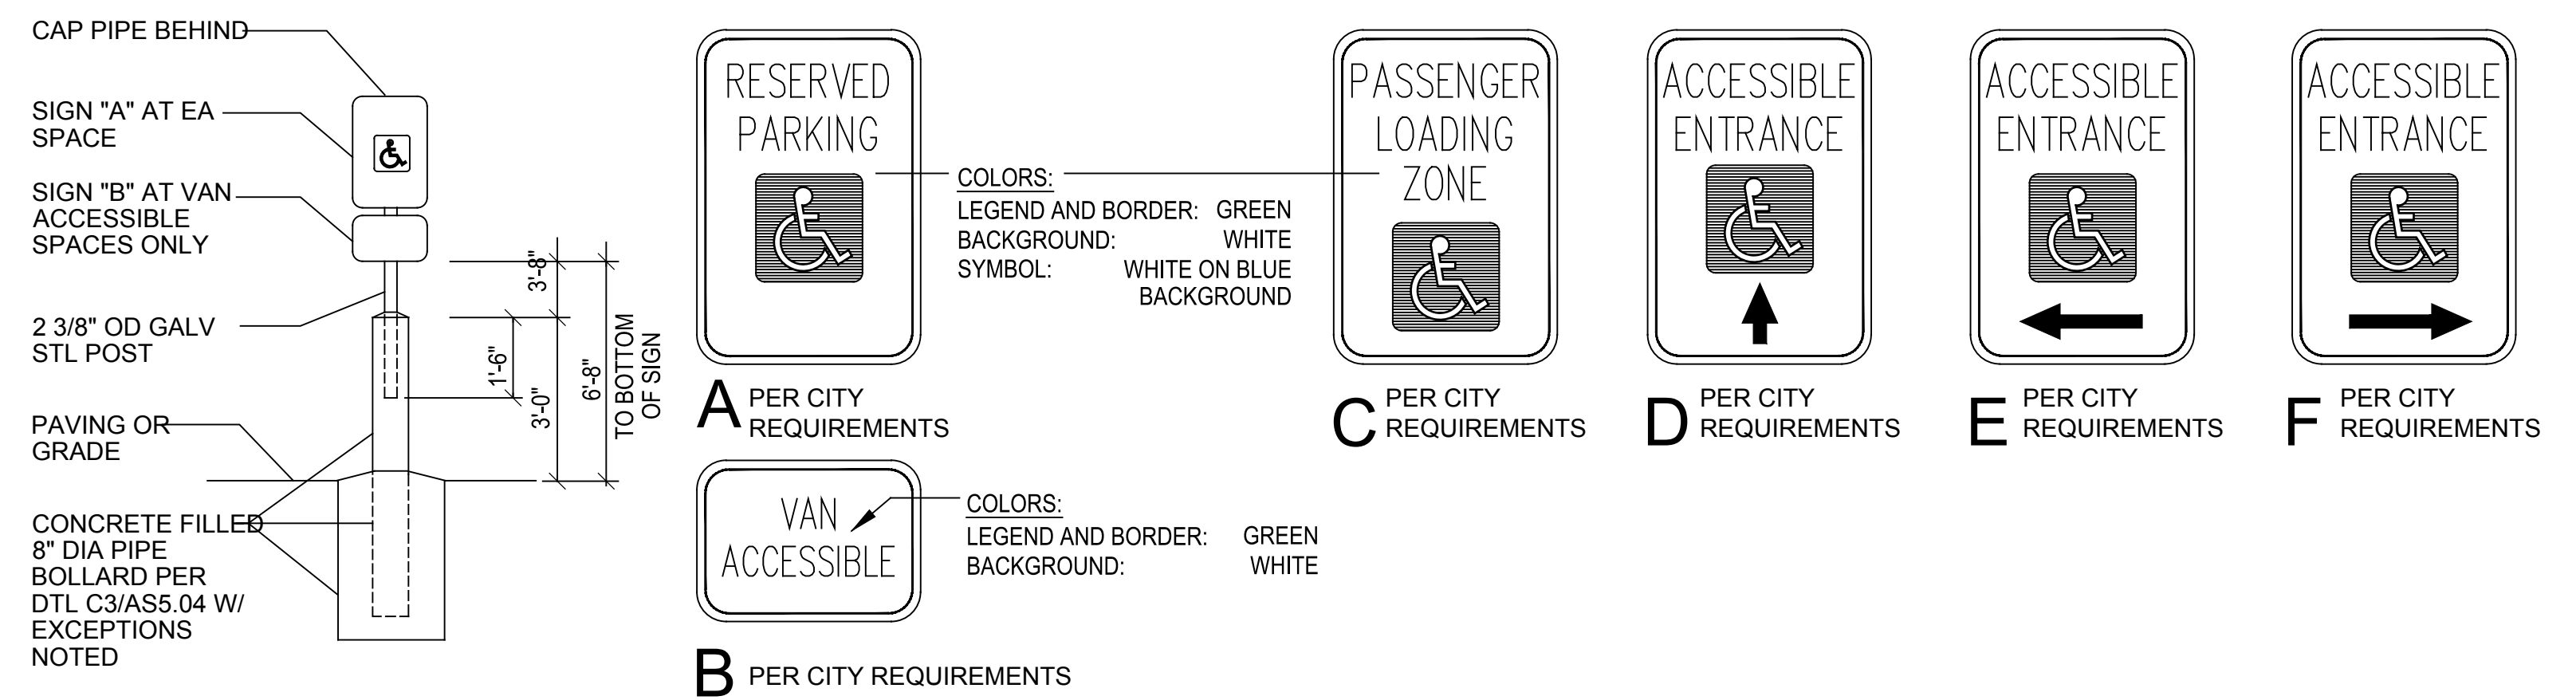 CAP PIPE BEHIND
SIGN "A" AT EA
SPACE
SIGN "B" AT VAN
ACCESSIBLE
SPACES ONLY
2 3/8" OD GALV
STL POST
PAVING OR
GRADE
CONCRETE FILLED
8" DIA PIPE
BOLLARD PER
DTL C3/AS5.04 W/
EXCEPTIONS
NOTED
3'-8"
1'-6"
3'-0"
6'-8"
TO BOTTOM
OF SIGN
RESERVED
PARKING
A PER CITY
REQUIREMENTS
COLORS:
LEGEND AND BORDER: GREEN
BACKGROUND: WHITE
SYMBOL: WHITE ON BLUE
BACKGROUND
VAN
ACCESSIBLE
B PER CITY REQUIREMENTS
COLORS:
LEGEND AND BORDER: GREEN
BACKGROUND: WHITE
PASSENGER
LOADING
ZONE
C PER CITY
REQUIREMENTS
ACCESSIBLE
ENTRANCE
D PER CITY
REQUIREMENTS
ACCESSIBLE
ENTRANCE
E PER CITY
REQUIREMENTS
ACCESSIBLE
ENTRANCE
F PER CITY
REQUIREMENTS